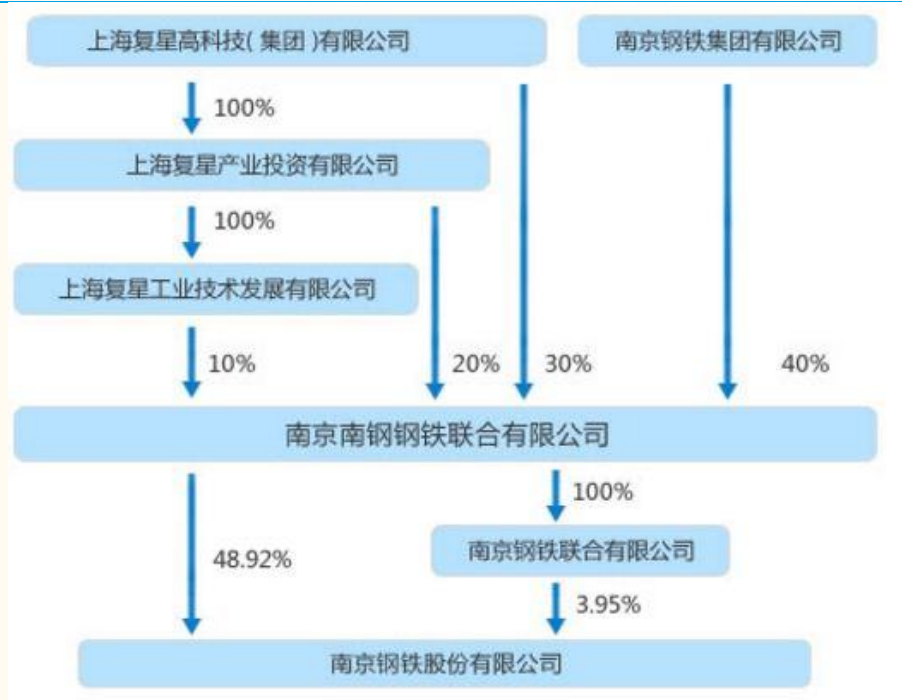 上海复星高科技( 集团 )有限公司
南京钢铁集团有限公司
100%
上海复星产业投资有限公司
100%
上海复星工业技术发展有限公司
10%
20%
30%
40%
南京南钢钢铁联合有限公司
100%
48.92%
南京钢铁联合有限公司
3.95%
南京钢铁股份有限公司